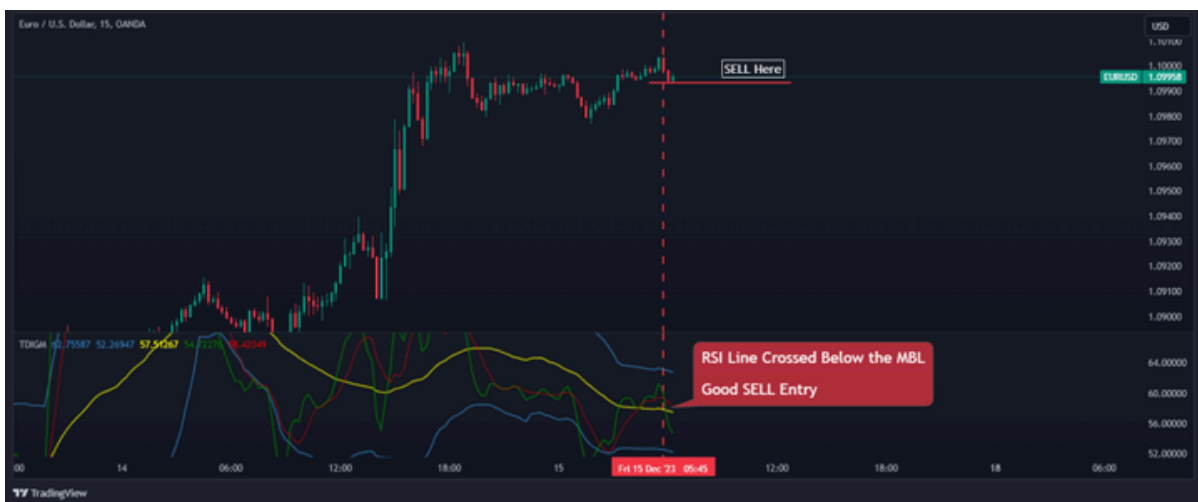 Euro / U.S. Dollar, 15, OANDA
USD
1.10100
1.10000
SELL Here
EURUSD 1.09958
1.09900
1.09800
1.09700
1.09600
1.09500
1.09400
1.09300
1.09200
1.09100
1.09000
TDIGM 62.75587 52.26947 57.51267
RSI Line Crossed Below the MBL
Good SELL Entry
64.00000
60.00000
56.00000
52.00000
00 14 06:00 12:00 18:00 15 Fri 15 Dec '23 05:45 12:00 18:00 18 06:00
TradingView